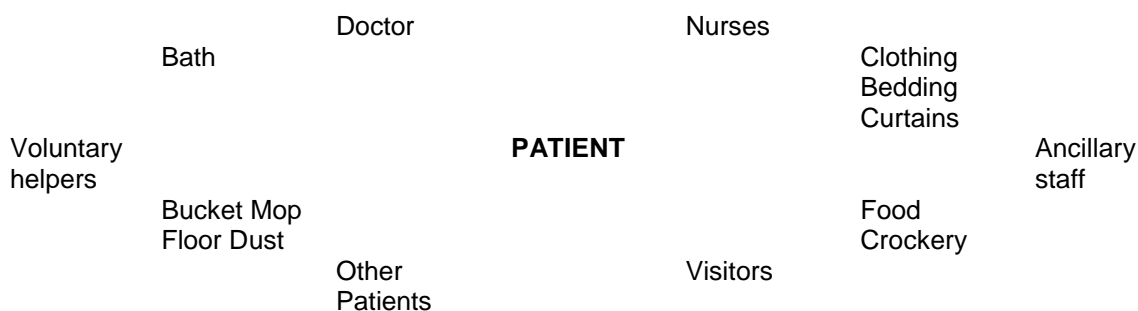 Doctor Nurses
Bath Clothing
Bedding
Curtains
Voluntary PATIENT Ancillary
helpers staff
Bucket Mop Food
Floor Dust Crockery
Other Visitors
Patients